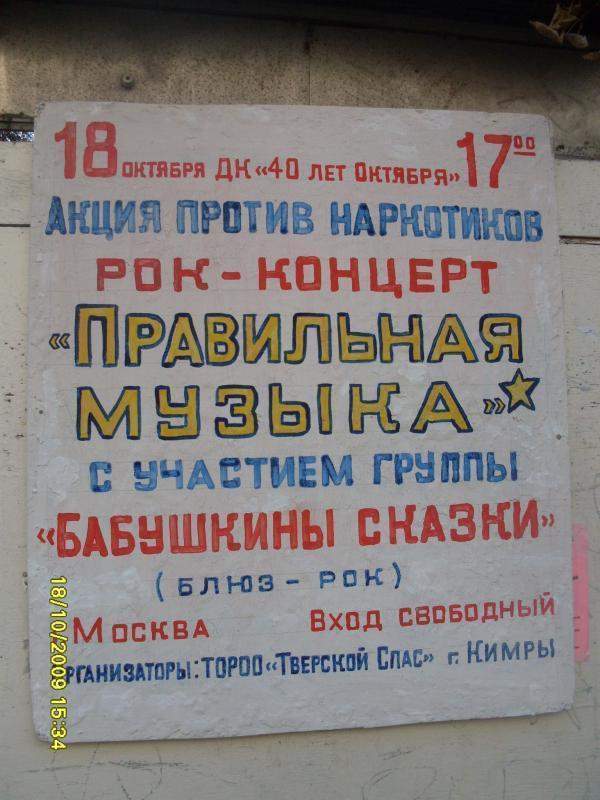 18 ОКТЯБРЯ ДК «40 ЛЕТ ОКТЯБРЯ» 17⁰⁰
АКЦИЯ ПРОТИВ НАРКОТИКОВ
РОК - КОНЦЕРТ
«ПРАВИЛЬНАЯ
МУЗЫКА»
С УЧАСТИЕМ ГРУППЫ
«БАБУШКИНЫ СКАЗКИ»
(БЛЮЗ - РОК)
МОСКВА ВХОД СВОБОДНЫЙ
ОРГАНИЗАТОРЫ: ТОРОО «ТВЕРСКОЙ СПАС» г. КИМРЫ
18/10/2009 15:34